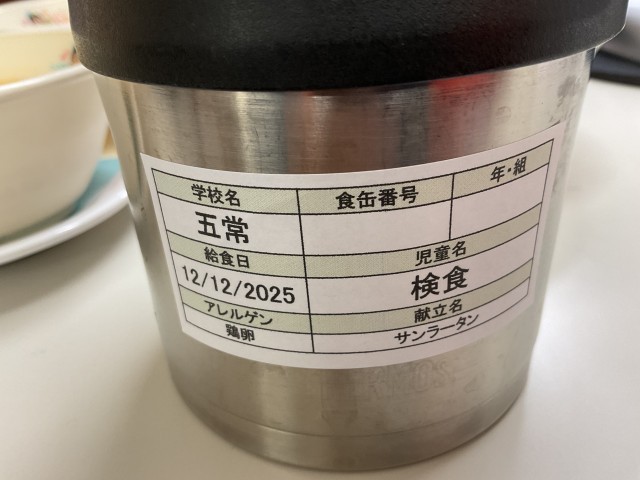 学校名 食缶番号 年・組
五常
給食日 児童名
12/12/2025 検食
アレルゲン 献立名
鶏卵 サンラータン